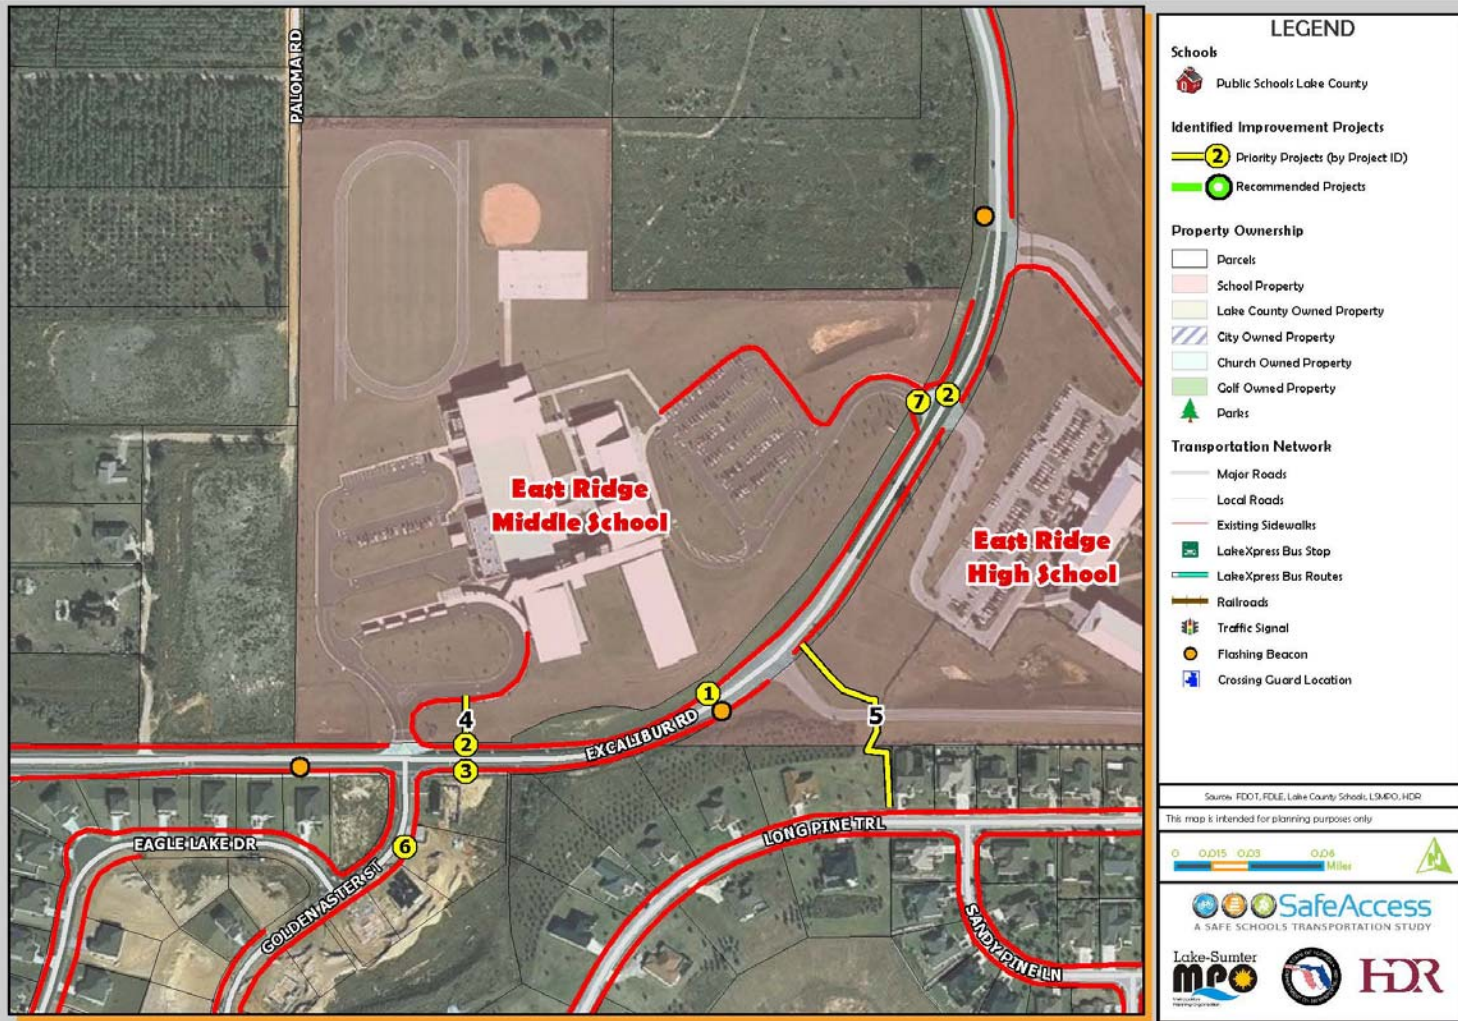 PALOMA RD
East Ridge
Middle School
East Ridge
High School
7
2
1
4
2
3
5
6
EXCALIBUR RD
EAGLE LAKE DR
GOLDEN ASTER ST
LONG PINE TRL
SANDY PINE LN
LEGEND
Schools
Public Schools Lake County
Identified Improvement Projects
2 Priority Projects (by Project ID)
Recommended Projects
Property Ownership
Parcels
School Property
Lake County Owned Property
City Owned Property
Church Owned Property
Golf Owned Property
Parks
Transportation Network
Major Roads
Local Roads
Existing Sidewalks
LakeXpress Bus Stop
LakeXpress Bus Routes
Railroads
Traffic Signal
Flashing Beacon
Crossing Guard Location
Source: FDOT, FDLE, Lake County Schools, LSMPO, HDR
This map is intended for planning purposes only
0 0.015 0.03 0.06
Miles
N
SafeAccess
A SAFE SCHOOLS TRANSPORTATION STUDY
Lake-Sumter
MPO
HDR